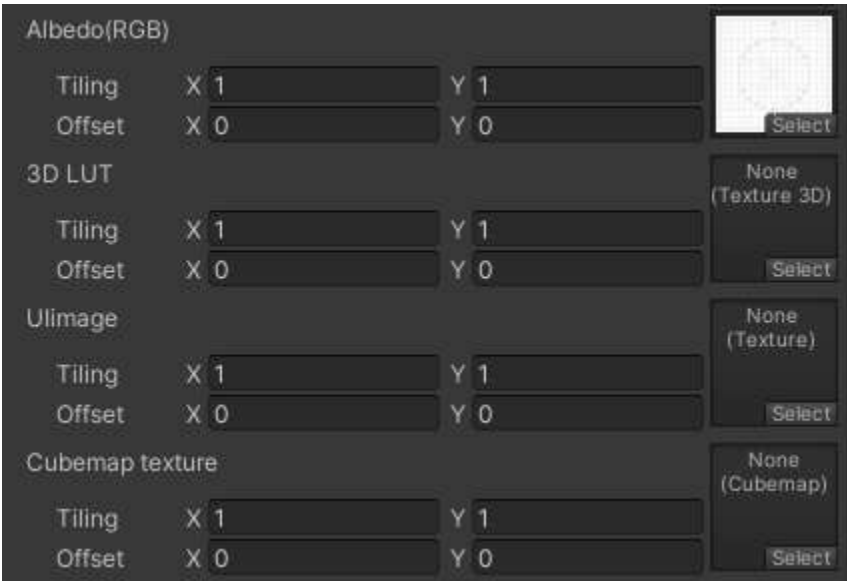 Albedo(RGB)
Tiling X 1 Y 1
Offset X 0 Y 0 Select
3D LUT None
(Texture 3D)
Tiling X 1 Y 1
Offset X 0 Y 0 Select
UIimage None
(Texture)
Tiling X 1 Y 1
Offset X 0 Y 0 Select
Cubemap texture None
(Cubemap)
Tiling X 1 Y 1
Offset X 0 Y 0 Select